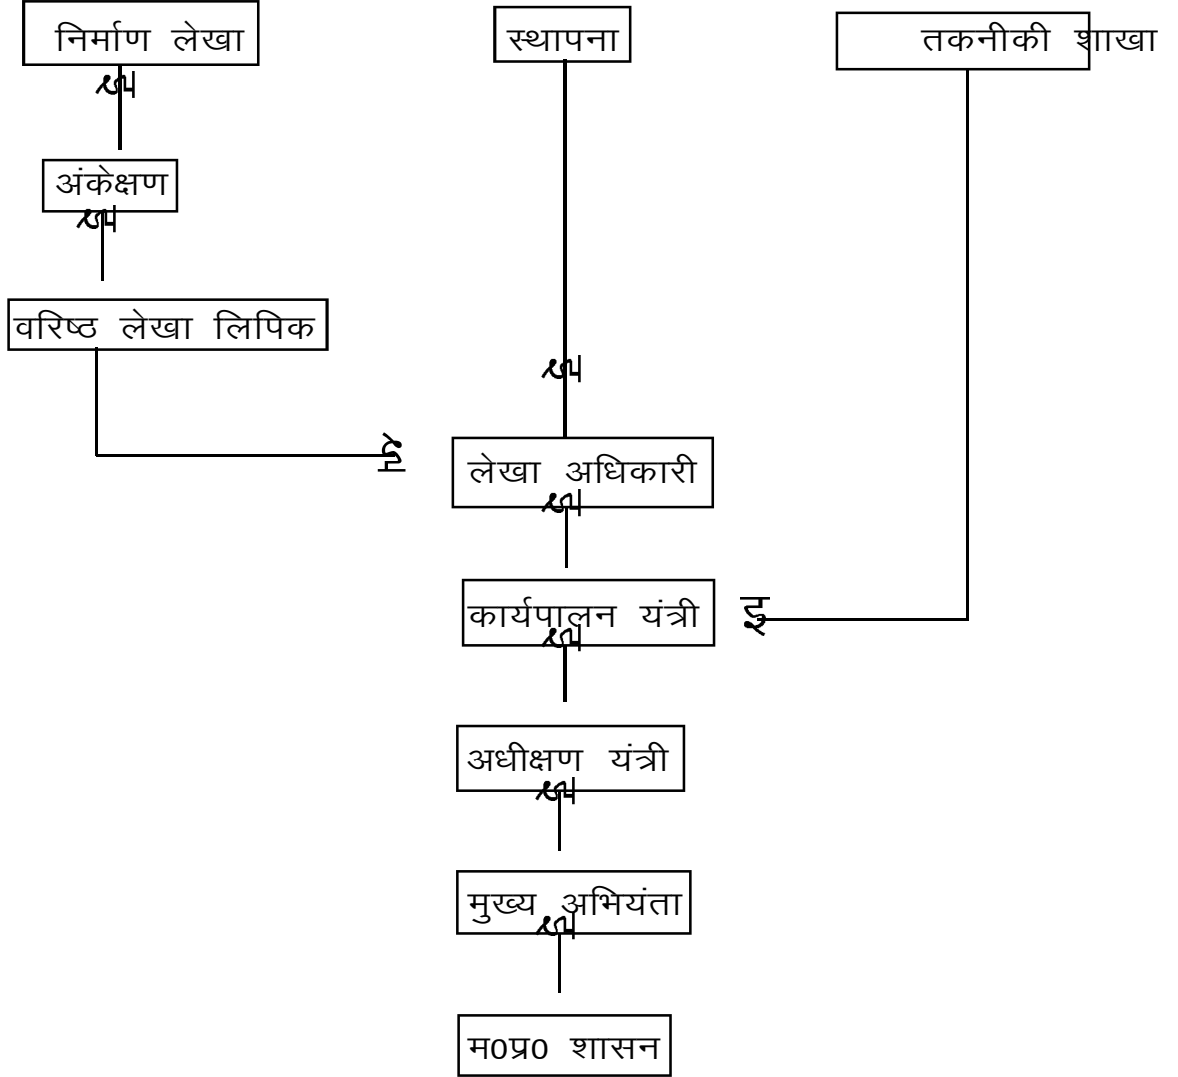 निर्माण लेखा
स्थापना
तकनीकी शाखा
इ
अंकेक्षण
इ
वरिष्ठ लेखा लिपिक
इ
इ
लेखा अधिकारी
इ
कार्यपालन यंत्री
इ
इ
अधीक्षण यंत्री
इ
मुख्य अभियंता
इ
म0प्र0 शासन